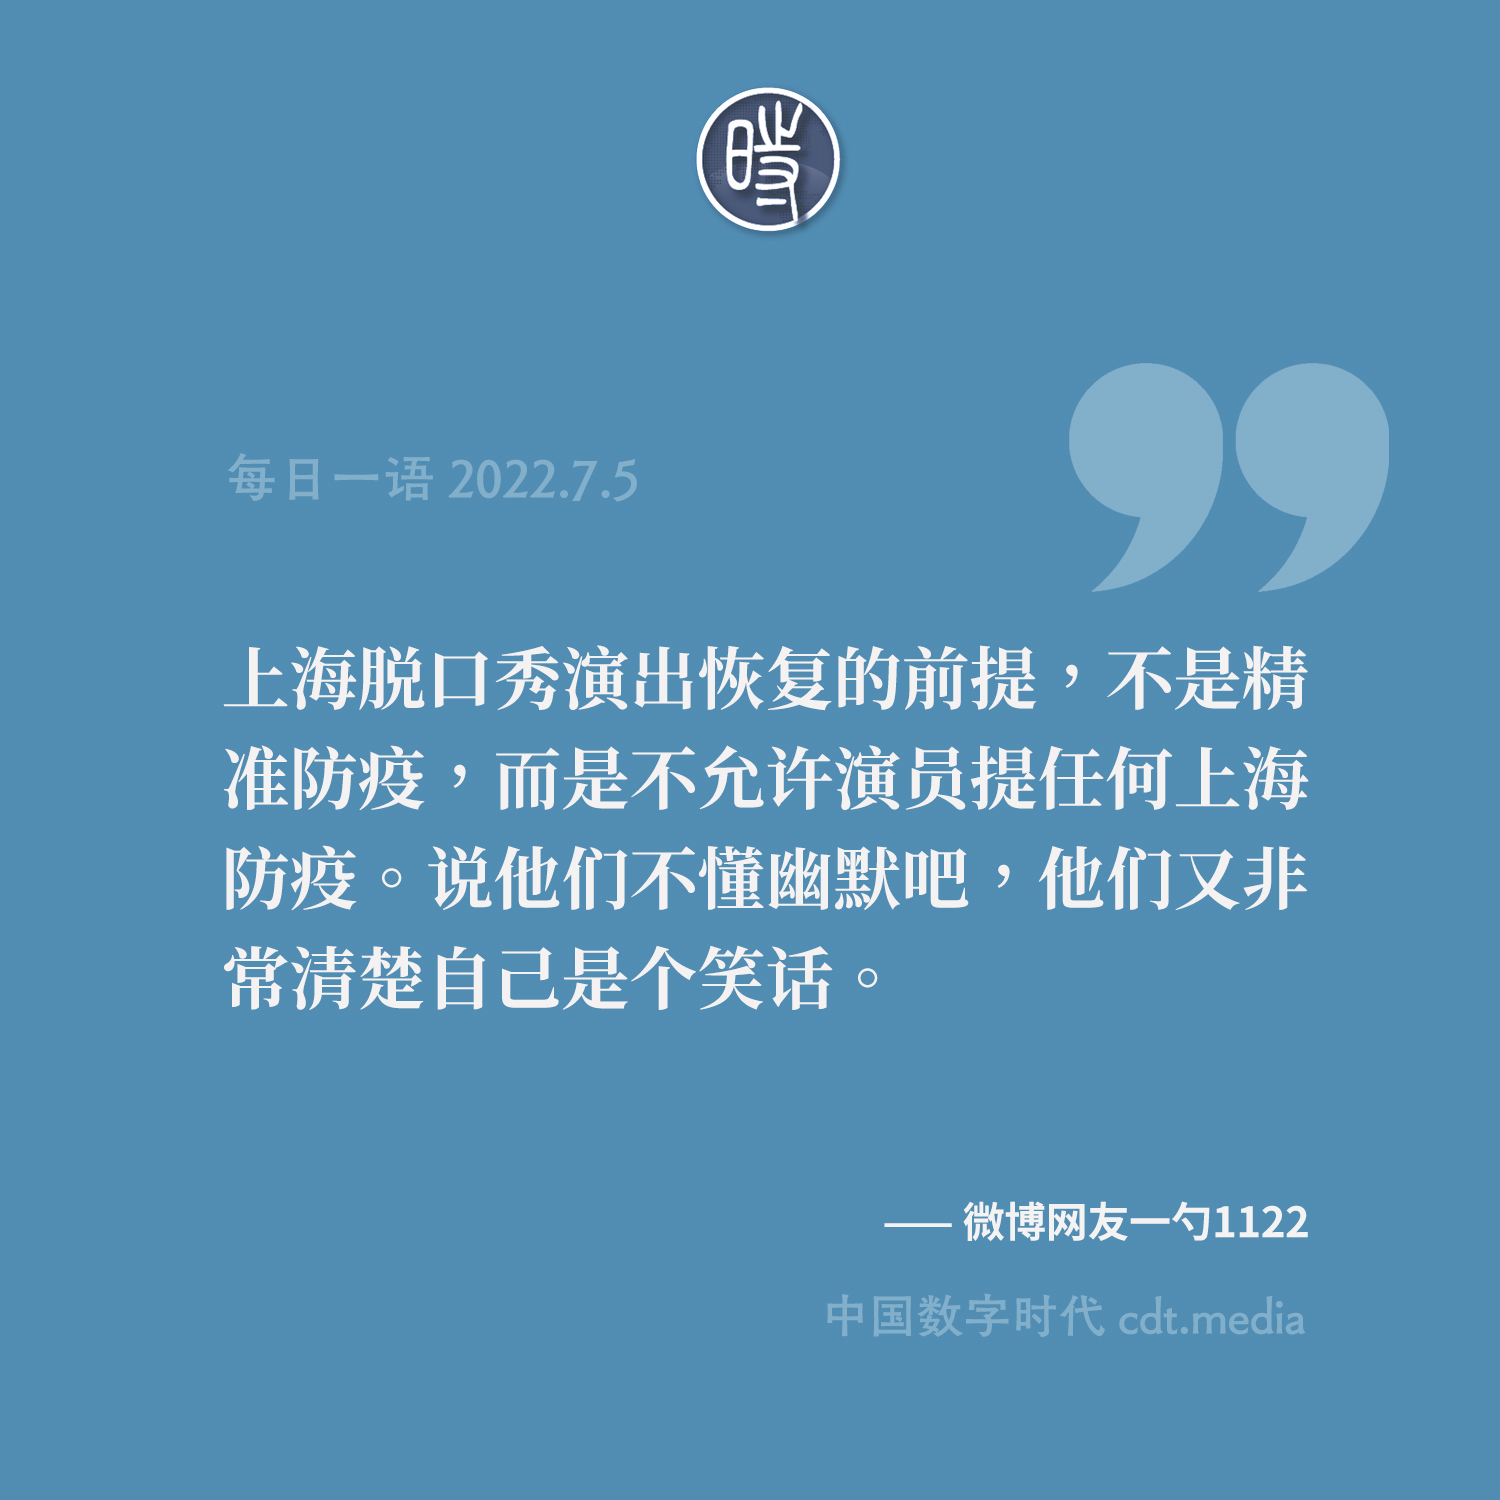 時
每日一语 2022.7.5
上海脱口秀演出恢复的前提，不是精
准防疫，而是不允许演员提任何上海
防疫。说他们不懂幽默吧，他们又非
常清楚自己是个笑话。
—— 微博网友一勺1122
中国数字时代 cdt.media